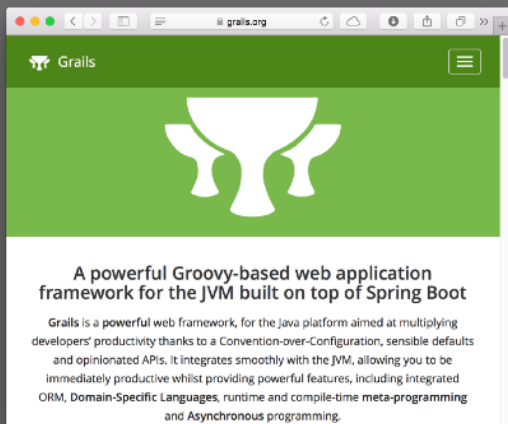 grails.org
Grails
A powerful Groovy-based web application
framework for the JVM built on top of Spring Boot
Grails is a powerful web framework, for the Java platform aimed at multiplying
developers' productivity thanks to a Convention-over-Configuration, sensible defaults
and opinionated APIs. It integrates smoothly with the JVM, allowing you to be
immediately productive whilst providing powerful features, including integrated
ORM, Domain-Specific Languages, runtime and compile-time meta-programming
and Asynchronous programming.